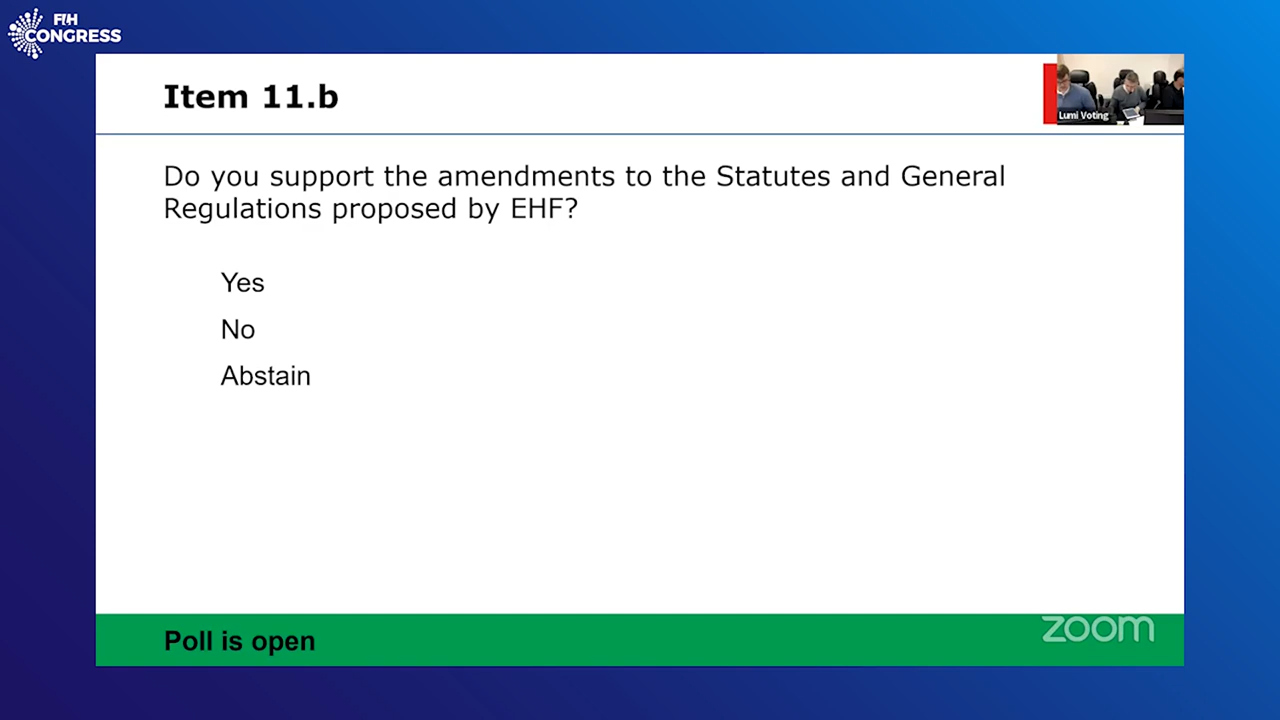 FIH
CONGRESS
Item 11.b
Lumi Voting
Do you support the amendments to the Statutes and General
Regulations proposed by EHF?
Yes
No
Abstain
Poll is open
zoom